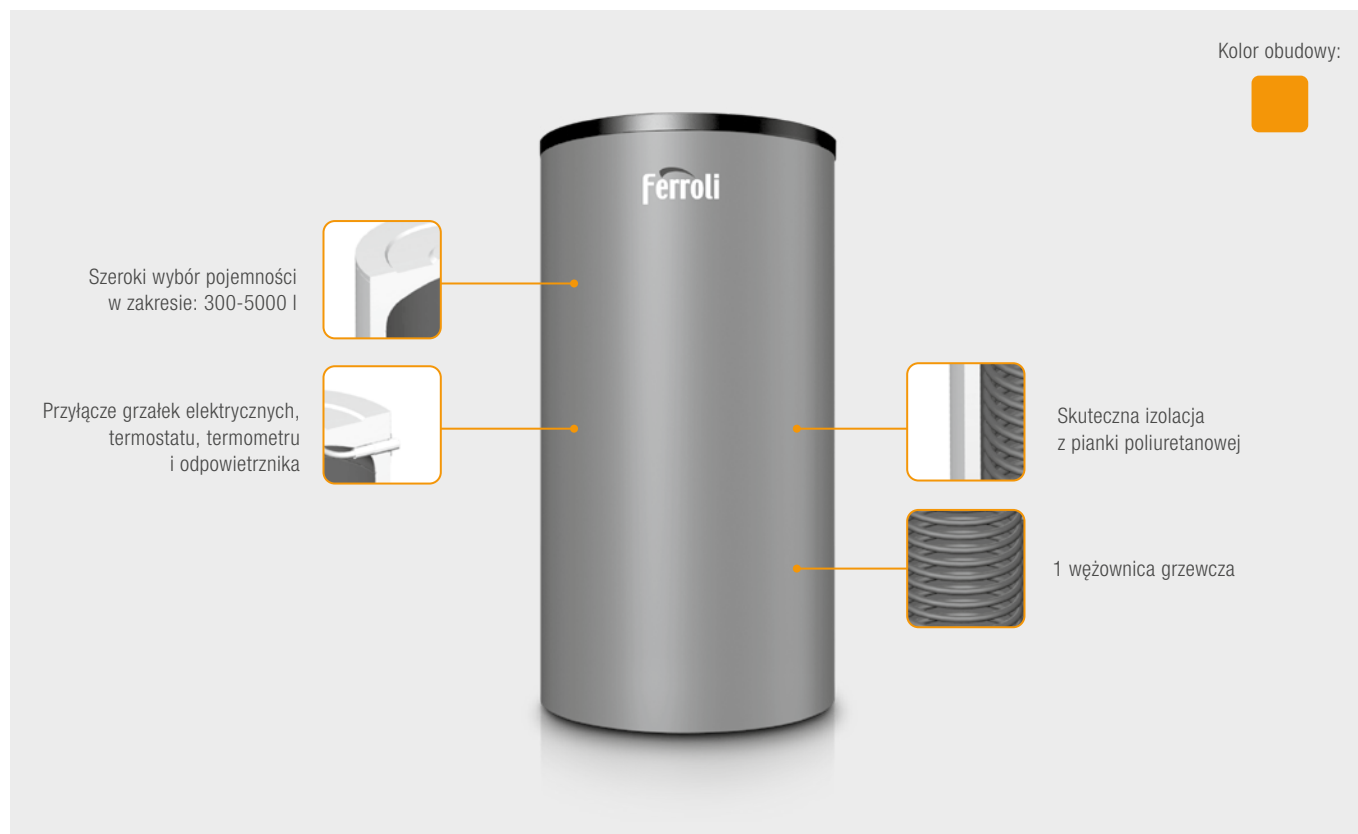 Kolor obudowy:
Ferroli
Szeroki wybór pojemności
w zakresie: 300-5000 l
Przyłącze grzałek elektrycznych,
termostatu, termometru
i odpowietrznika
Skuteczna izolacja
z pianki poliuretanowej
1 wężownica grzewcza